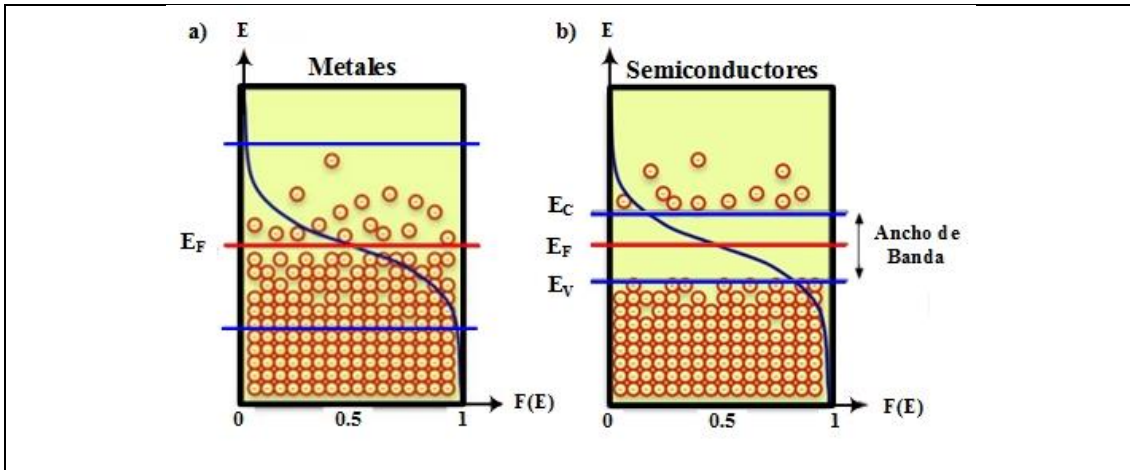 a)
E
Metales
E_F
0
0.5
1
F(E)
b)
E
Semiconductores
E_C
E_F
E_V
Ancho de
Banda
0
0.5
1
F(E)